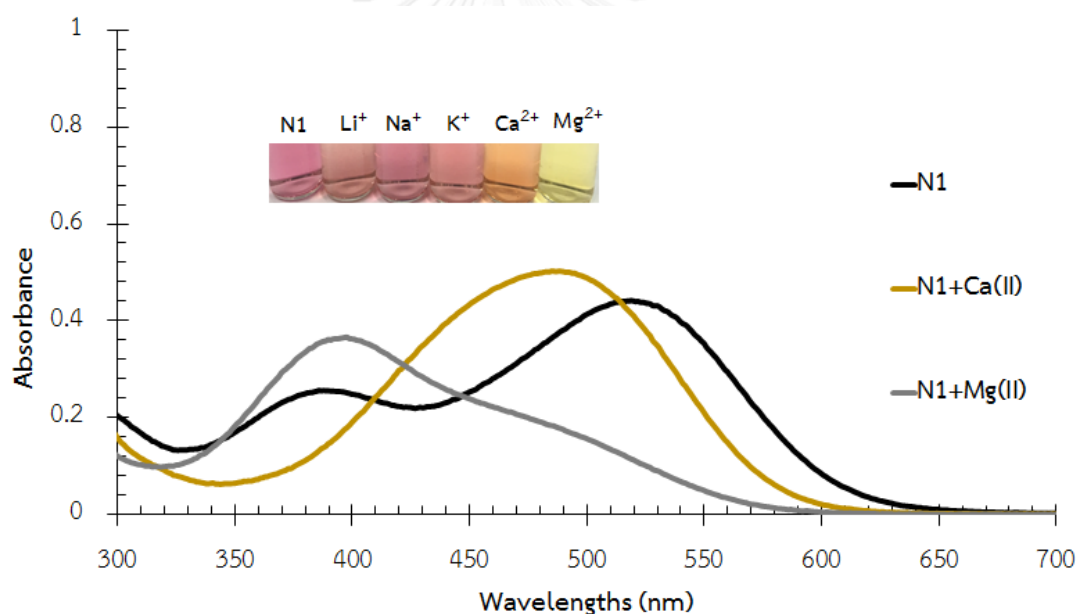 1
0.8
0.6
0.4
0.2
0
Absorbance
N1 Li+ Na+ K+ Ca2+ Mg2+
N1
N1+Ca(II)
N1+Mg(II)
300 350 400 450 500 550 600 650 700
Wavelengths (nm)